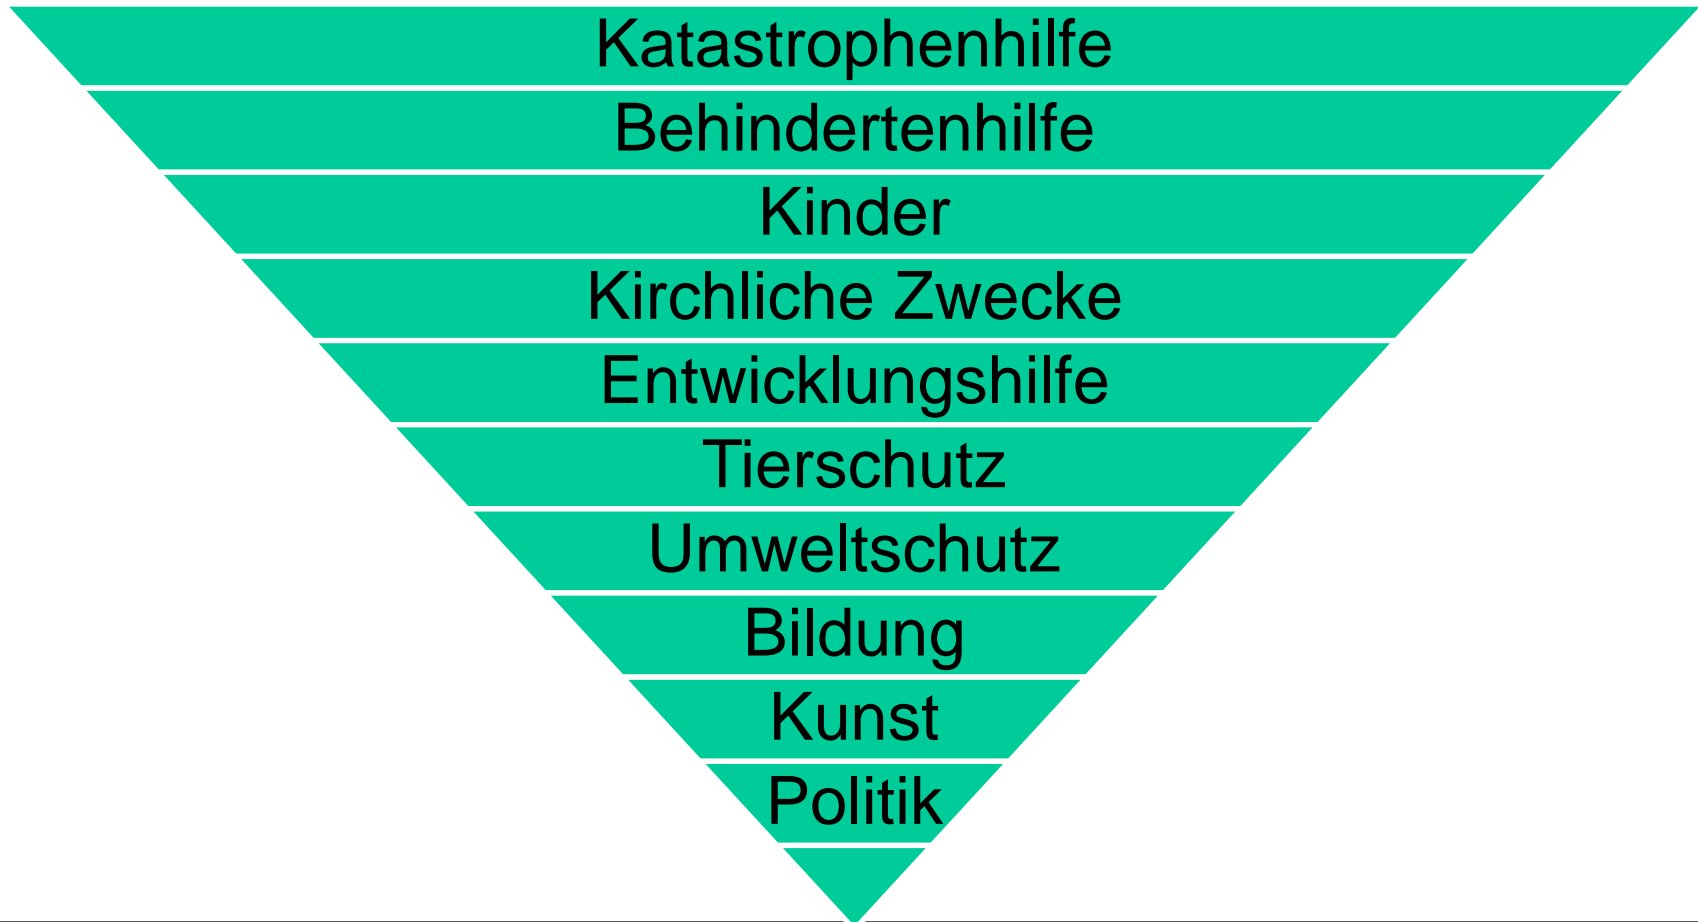 Katastrophenhilfe
Behindertenhilfe
Kinder
Kirchliche Zwecke
Entwicklungshilfe
Tierschutz
Umweltschutz
Bildung
Kunst
Politik